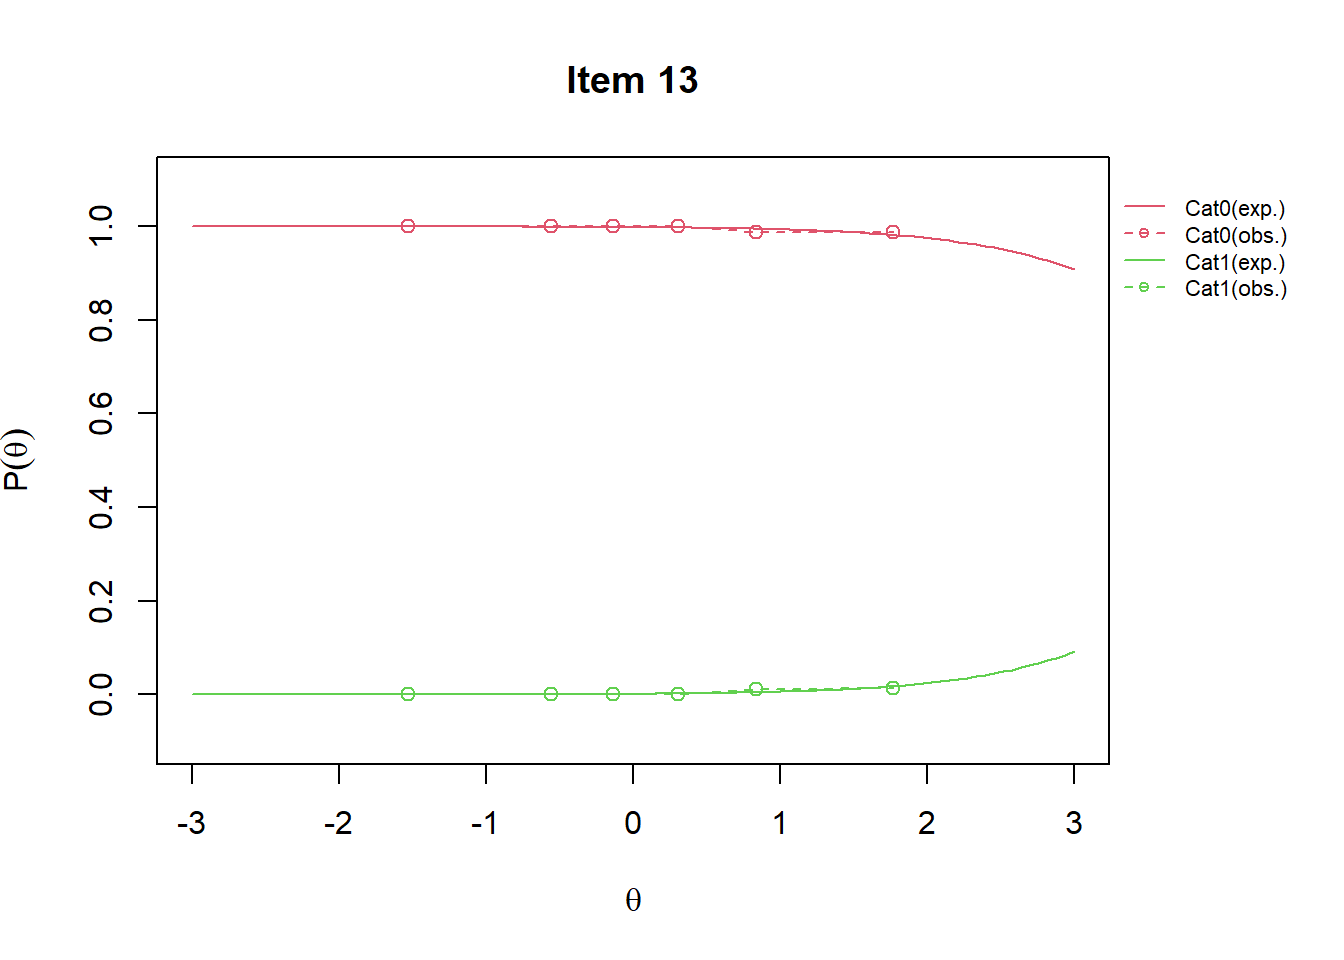 Item 13
P(θ)
1.0
0.8
0.6
0.4
0.2
0.0
-3 -2 -1 0 1 2 3
θ
Cat0(exp.)
Cat0(obs.)
Cat1(exp.)
Cat1(obs.)